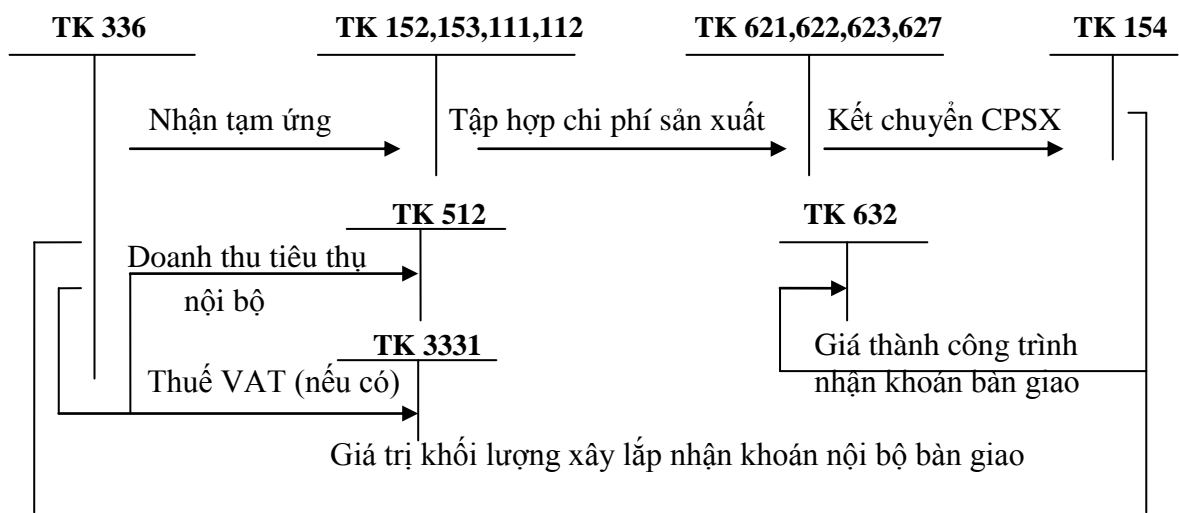 TK 336
TK 152,153,111,112
TK 621,622,623,627
TK 154
Nhận tạm ứng
Tập hợp chi phí sản xuất
Kết chuyển CPSX
TK 512
TK 632
Doanh thu tiêu thụ
nội bộ
TK 3331
Giá thành công trình
nhận khoán bàn giao
Thuế VAT (nếu có)
Giá trị khối lượng xây lắp nhận khoán nội bộ bàn giao